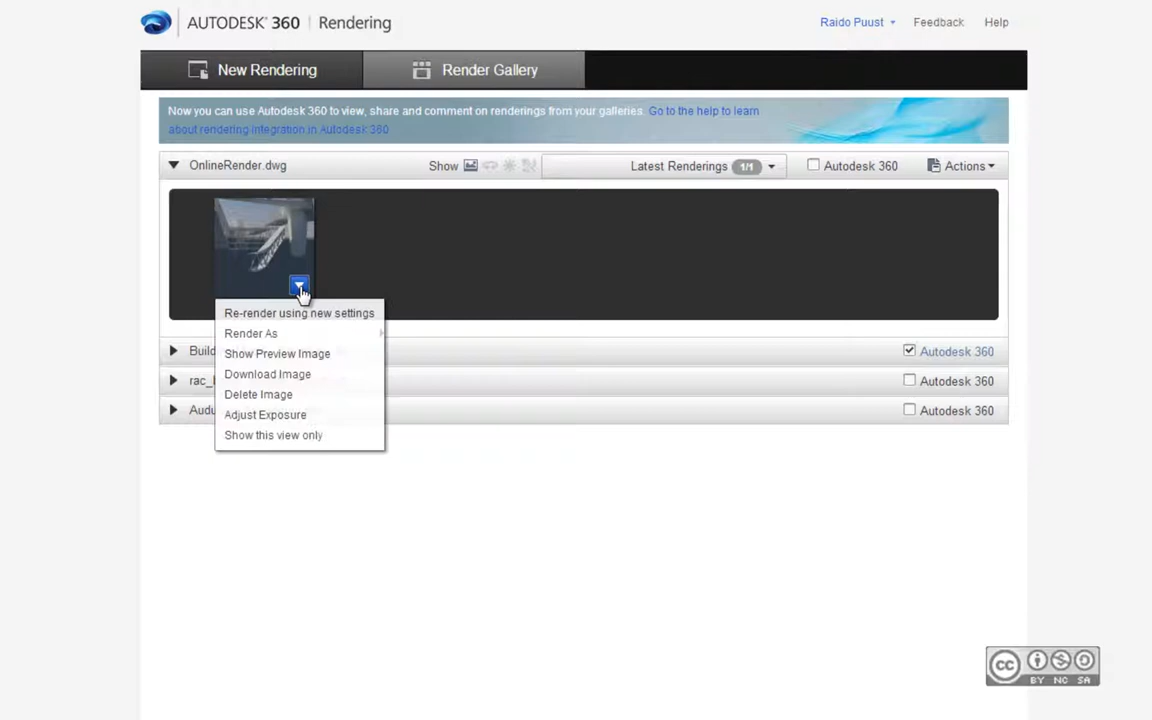 AUTODESK® 360 | Rendering
Raido Puust
Feedback
Help
New Rendering
Render Gallery
Now you can use Autodesk 360 to view, share and comment on renderings from your galleries. Go to the help to learn
about rendering integration in Autodesk 360
OnlineRender.dwg
Show
Latest Renderings 1/1
Autodesk 360
Actions
Re-render using new settings
Render As
Show Preview Image
Download Image
Delete Image
Adjust Exposure
Show this view only
Build
Autodesk 360
rac_
Autodesk 360
Aud
Autodesk 360
CC BY NC SA